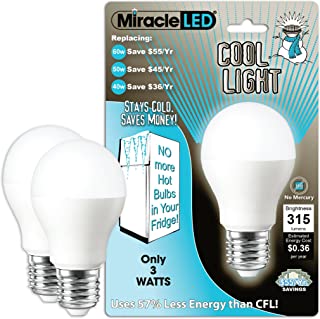 MiracleLED®
Replacing:
60w Save $55/Yr
50w Save $45/Yr
40w Save $36/Yr
COOL
LIGHT
STAYS COLD,
SAVES MONEY!
NO
more
Hot
Bulbs
in Your
Fridge!
Only
3
WATTS
No
Mercury
Brightness
315
Lumens
Estimated
Energy Cost
$0.36
per year
SAVINGS
Uses 57% Less Energy than CFL!